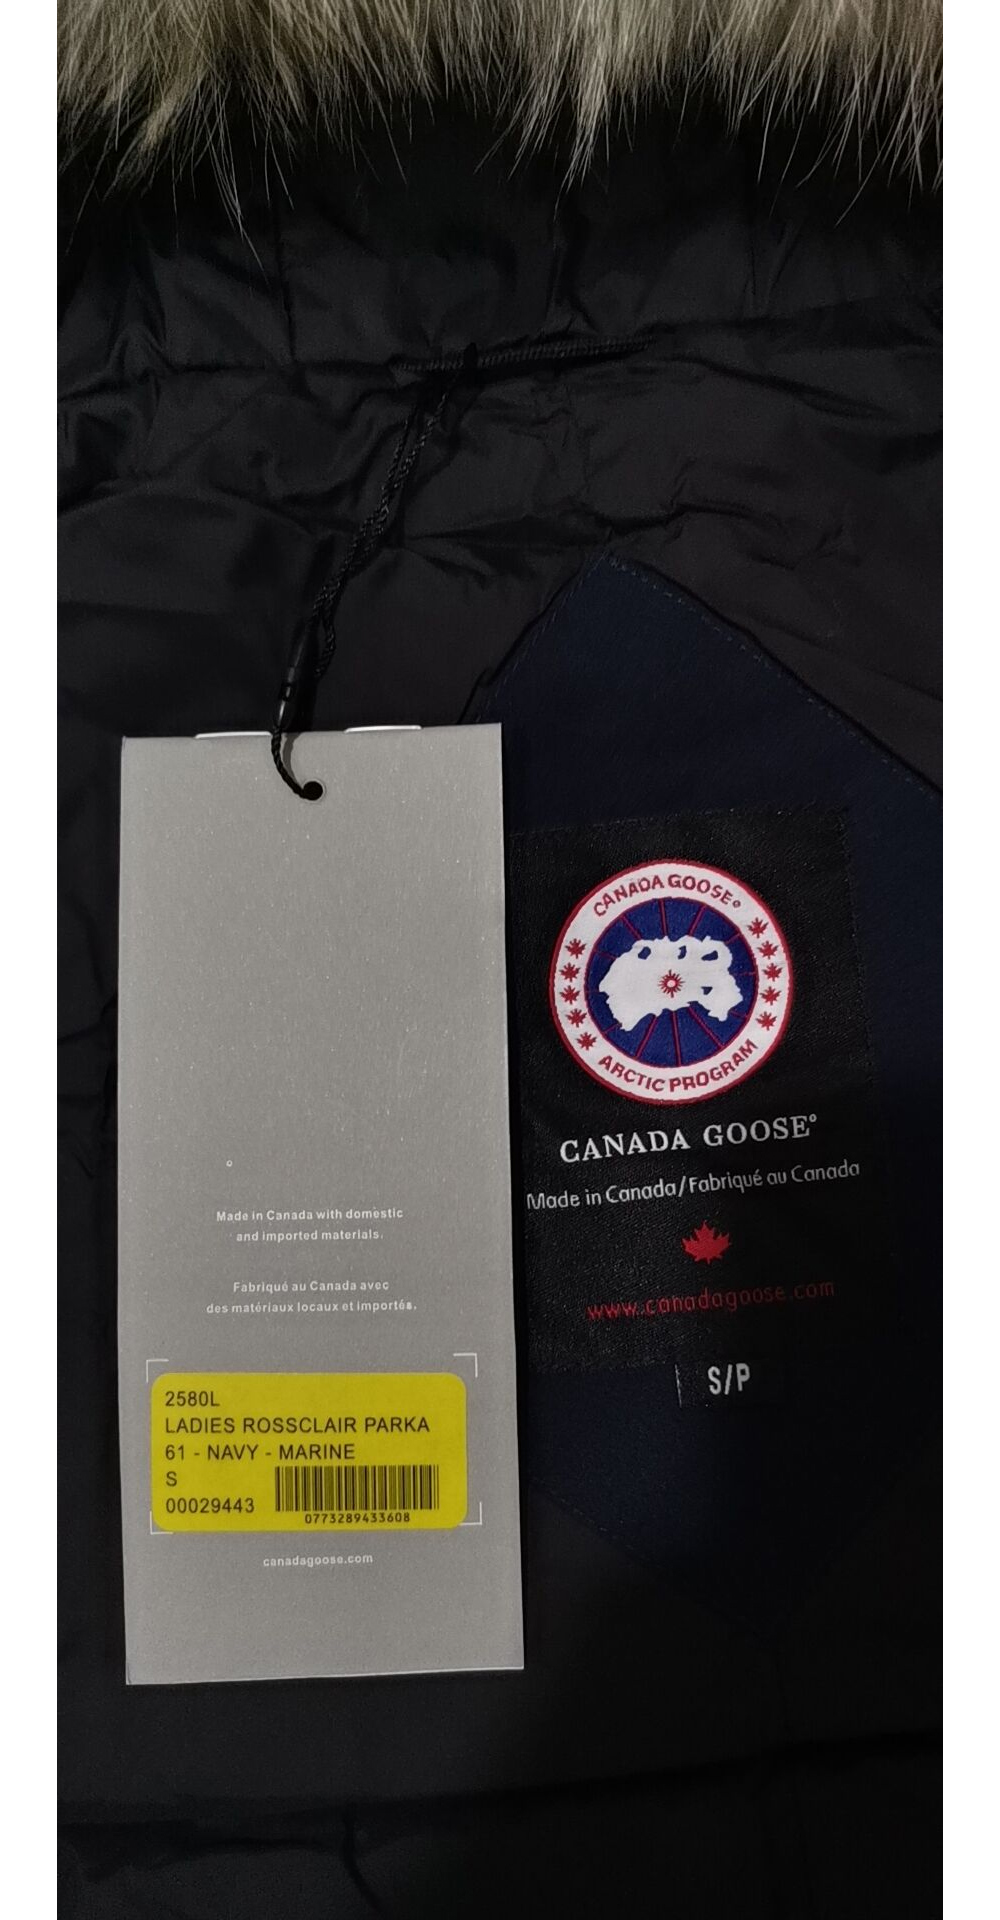 CANADA GOOSE
ARCTIC PROGRAM
CANADA GOOSE
Made in Canada/Fabriqué au Canada
www.canadagoose.com
S/P
Made in Canada with domestic
and imported materials.
Fabriqué au Canada avec
des matériaux locaux et importés.
2580L
LADIES ROSSCLAIR PARKA
61 - NAVY - MARINE
S
00029443
0773289433608
canadagoose.com